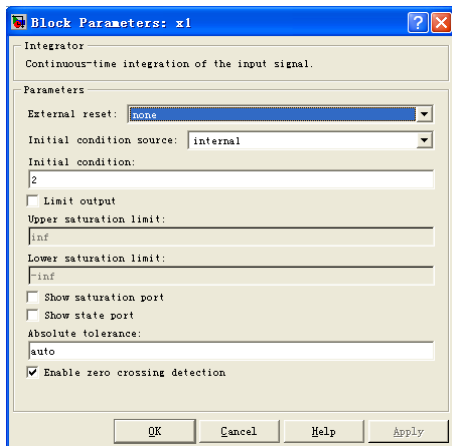 Block Parameters: x1
Integrator
Continuous-time integration of the input signal.
Parameters
External reset: none
Initial condition source: internal
Initial condition:
2
Limit output
Upper saturation limit:
inf
Lower saturation limit:
-inf
Show saturation port
Show state port
Absolute tolerance:
auto
Enable zero crossing detection
OK Cancel Help Apply